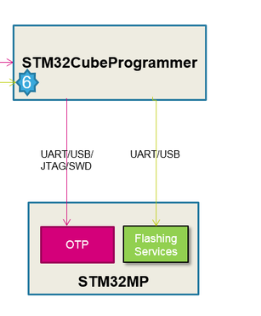 STM32CubeProgrammer
6
UART/USB/
JTAG/SWD
UART/USB
OTP
Flashing
Services
STM32MP